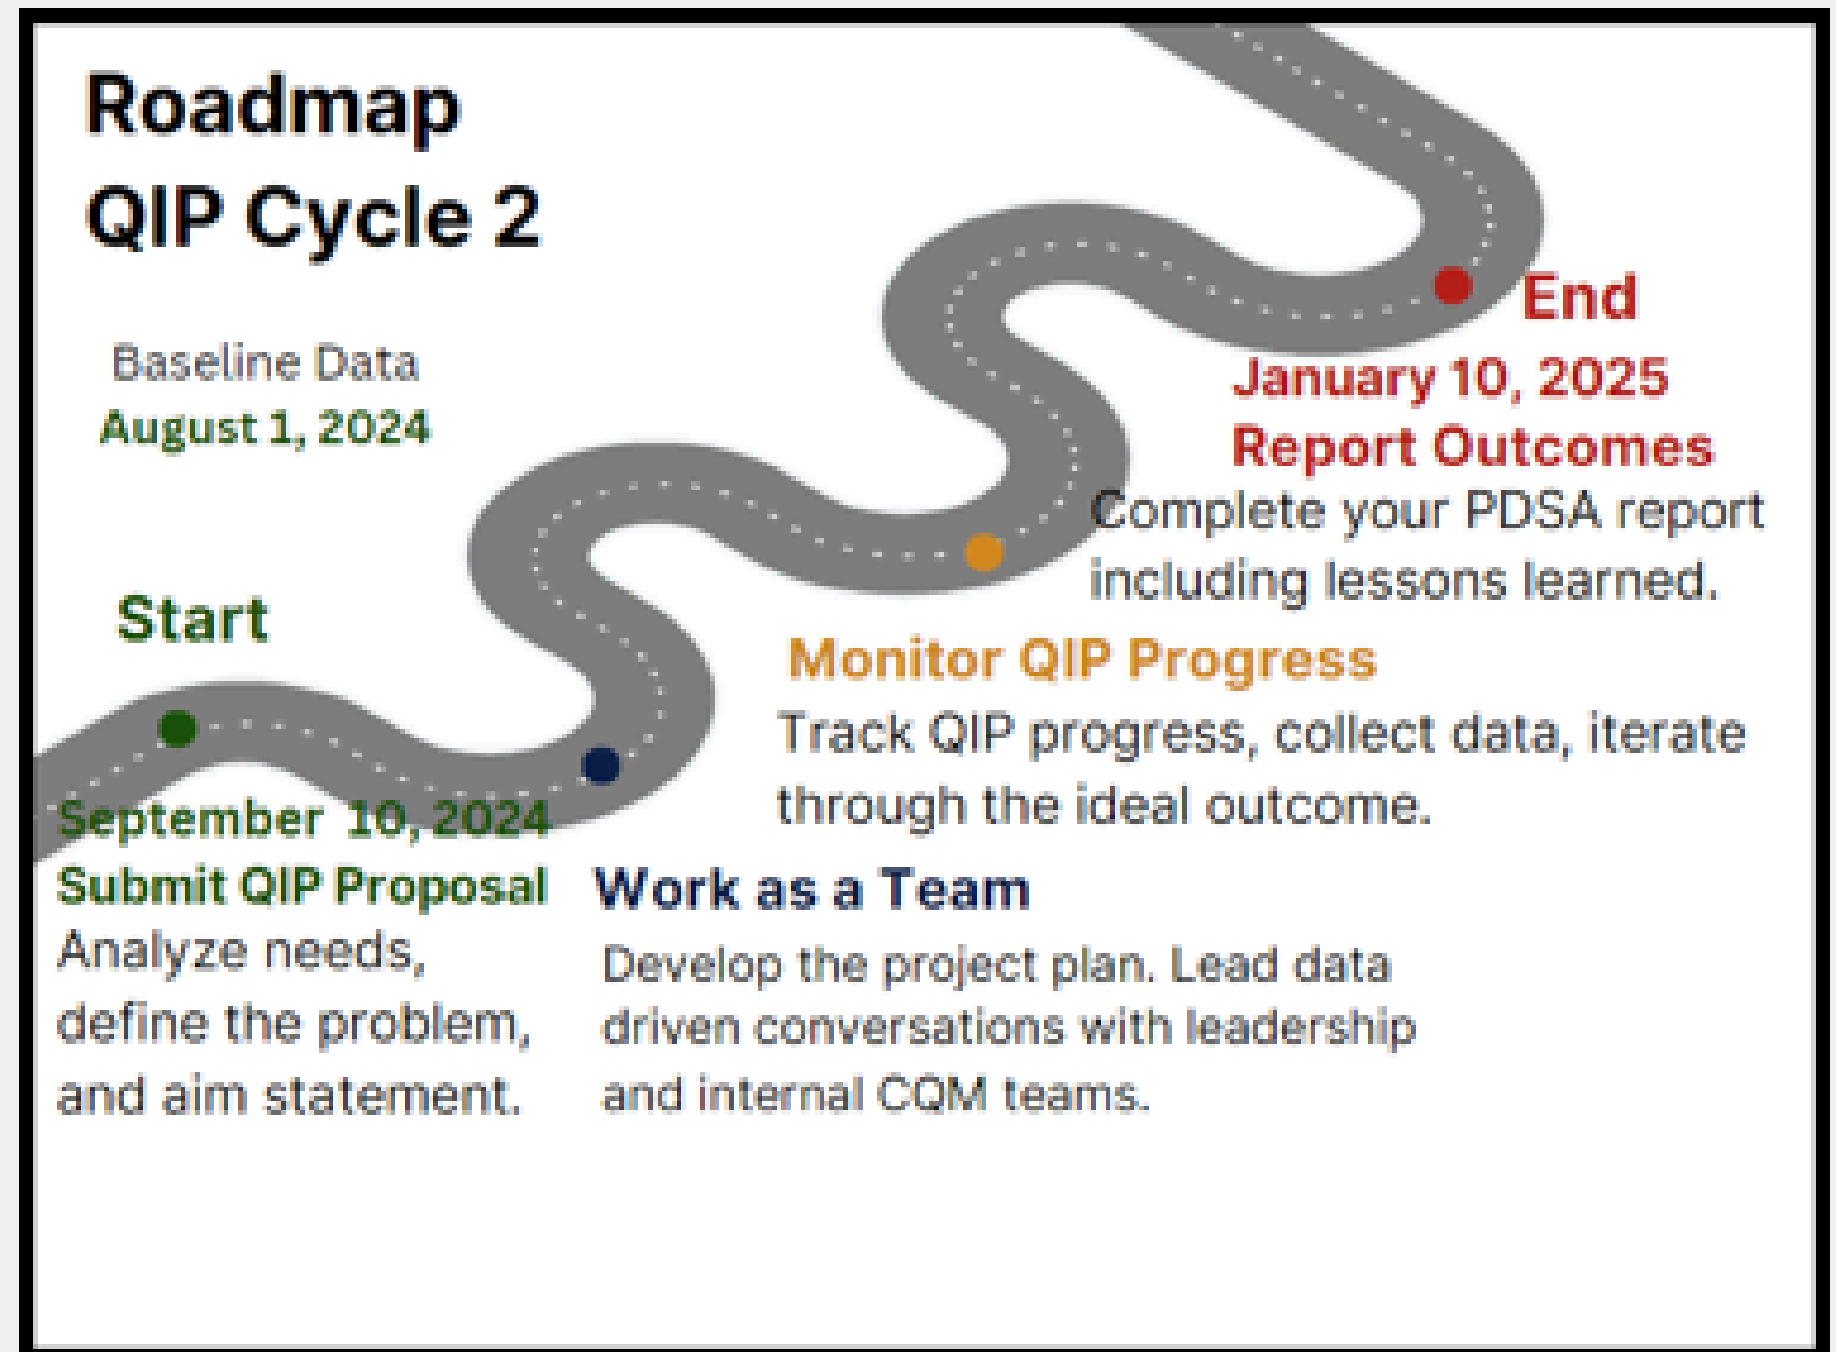 Roadmap
QIP Cycle 2
Baseline Data
August 1, 2024
Start
September 10, 2024
Submit QIP Proposal
Analyze needs,
define the problem,
and aim statement.
Work as a Team
Develop the project plan. Lead data
driven conversations with leadership
and internal CQM teams.
Monitor QIP Progress
Track QIP progress, collect data, iterate
through the ideal outcome.
End
January 10, 2025
Report Outcomes
Complete your PDSA report
including lessons learned.